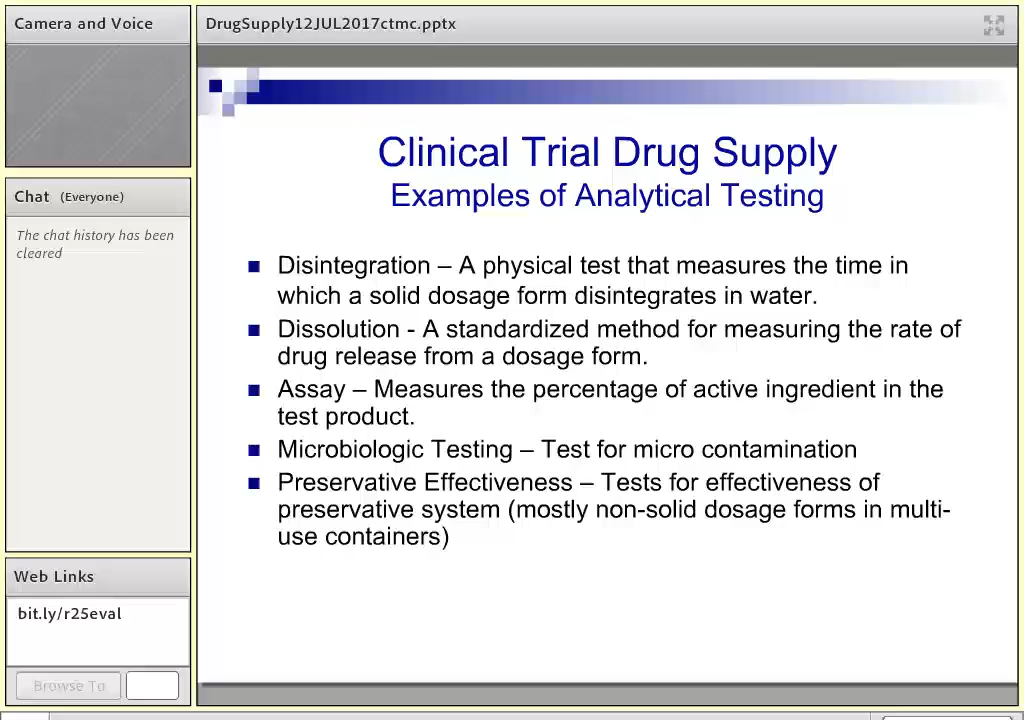 Camera and Voice
DrugSupply12JUL2017ctmc.pptx
Chat (Everyone)
The chat history has been
cleared
Web Links
bit.ly/r25eval
Browse To
Clinical Trial Drug Supply
Examples of Analytical Testing
Disintegration – A physical test that measures the time in
which a solid dosage form disintegrates in water.
Dissolution - A standardized method for measuring the rate of
drug release from a dosage form.
Assay – Measures the percentage of active ingredient in the
test product.
Microbiologic Testing – Test for micro contamination
Preservative Effectiveness – Tests for effectiveness of
preservative system (mostly non-solid dosage forms in multi-
use containers)